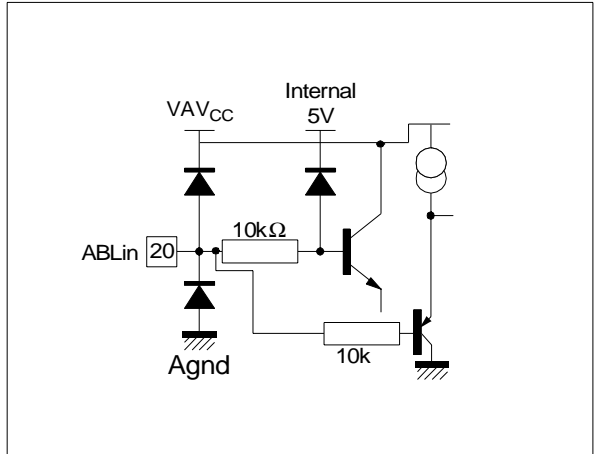 Internal
5V
VAVCC
10kΩ
ABLin 20
10k
Agnd